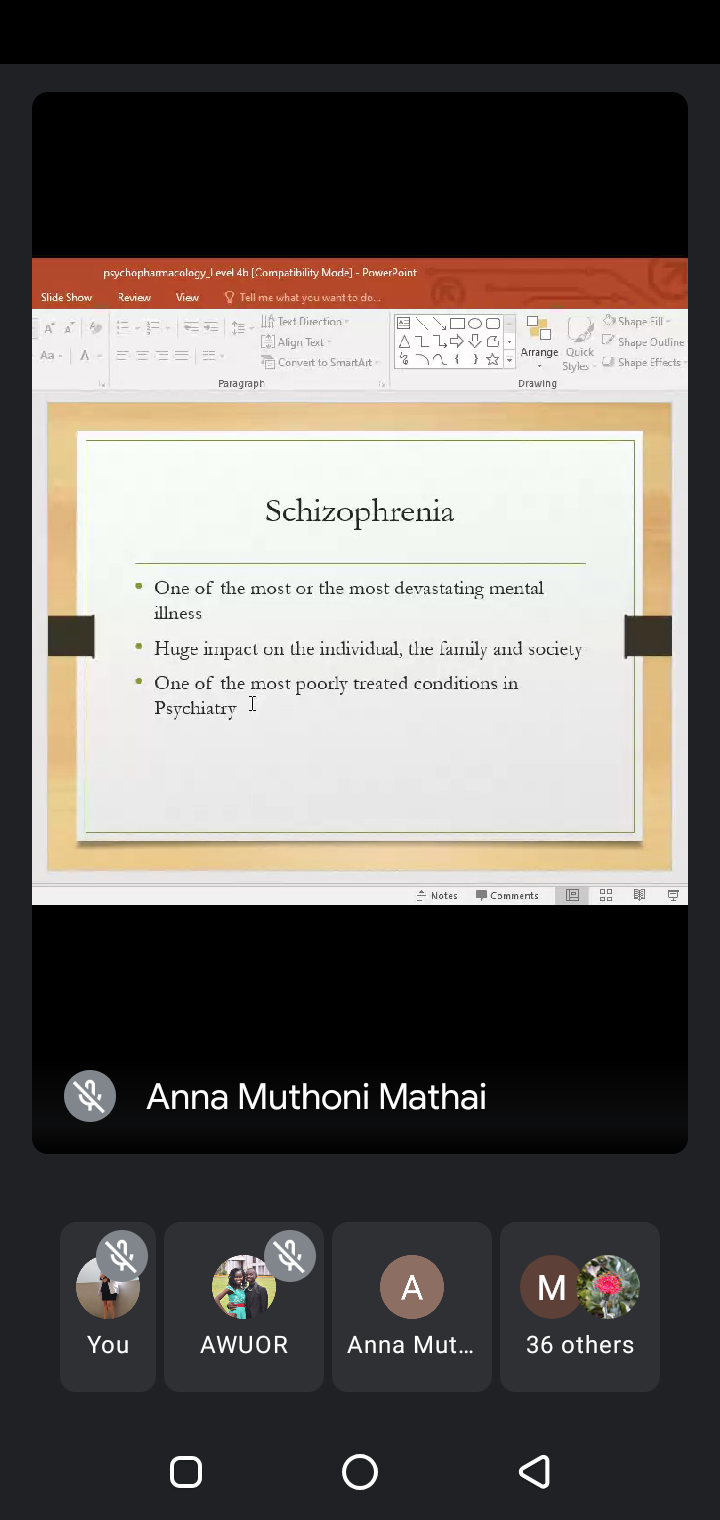 psychopharmacology_Level 4b [Compatibility Mode] - PowerPoint
Slide Show Review View Tell me what you want to do...
Text Direction
Aa A Align Text
Convert to SmartArt
Arrange Quick Styles
Shape Fill
Shape Outline
Shape Effects
Paragraph Drawing
Schizophrenia
• One of the most or the most devastating mental
illness
• Huge impact on the individual, the family and society
• One of the most poorly treated conditions in
Psychiatry
Notes Comments
Anna Muthoni Mathai
A M
You AWUOR Anna Mut... 36 others